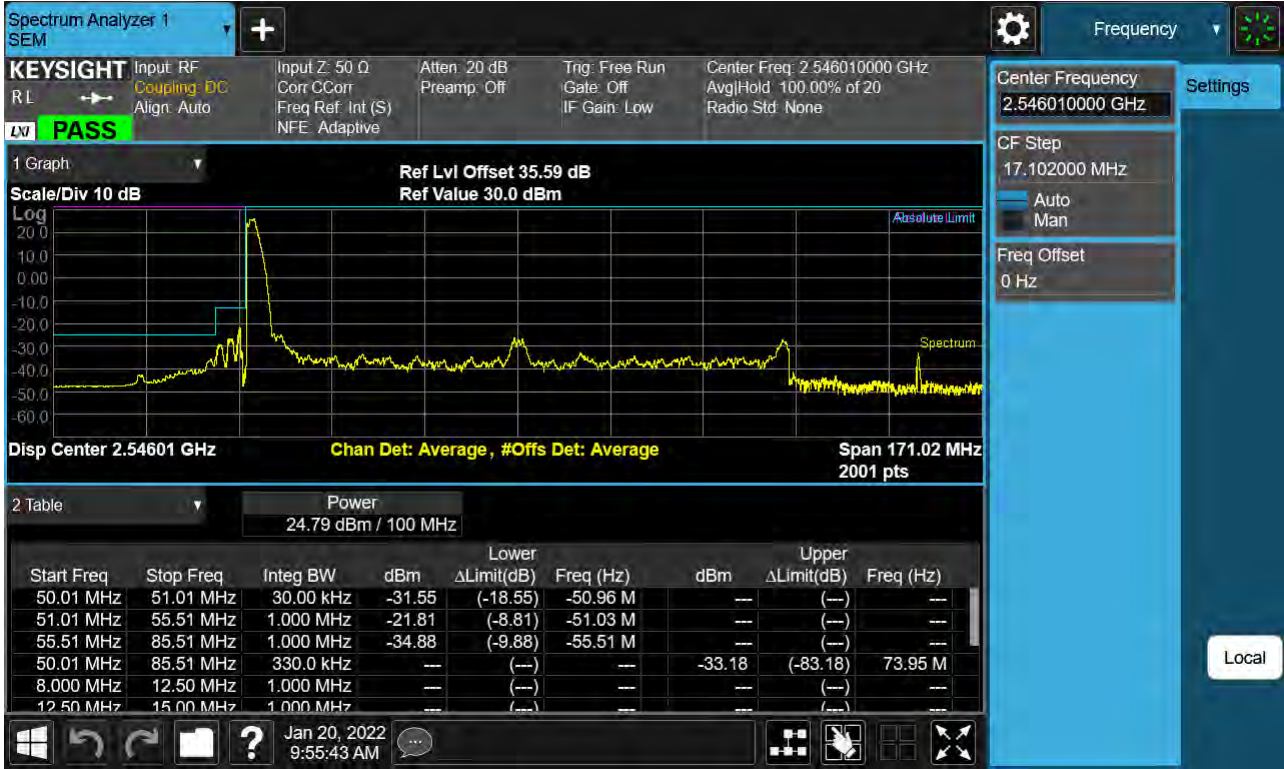 Spectrum Analyzer 1
SEM
Frequency
KEYSIGHT
R L
LXI PASS
Input: RF
Coupling: DC
Align: Auto
Input Z: 50 Ω
Corr CCorr
Freq Ref: Int (S)
NFE: Adaptive
Atten: 20 dB
Preamp: Off
Trig: Free Run
Gate: Off
IF Gain: Low
Center Freq: 2.546010000 GHz
Avg|Hold: 100.00% of 20
Radio Std: None
Center Frequency
2.546010000 GHz
Settings
CF Step
17.102000 MHz
Auto
Man
Freq Offset
0 Hz
Local
1 Graph
Scale/Div 10 dB
Ref Lvl Offset 35.59 dB
Ref Value 30.0 dBm
Log
Absolute Limit
20.0
10.0
0.00
-10.0
-20.0
-30.0
Spectrum
-40.0
-50.0
-60.0
Disp Center 2.54601 GHz Chan Det: Average, #Offs Det: Average Span 171.02 MHz
2001 pts
2 Table
Power
24.79 dBm / 100 MHz
Lower Upper
Start Freq Stop Freq Integ BW dBm ΔLimit(dB) Freq (Hz) dBm ΔLimit(dB) Freq (Hz)
50.01 MHz 51.01 MHz 30.00 kHz -31.55 (-18.55) -50.96 M --- (---) ---
51.01 MHz 55.51 MHz 1.000 MHz -21.81 (-8.81) -51.03 M --- (---) ---
55.51 MHz 85.51 MHz 1.000 MHz -34.88 (-9.88) -55.51 M --- (---) ---
50.01 MHz 85.51 MHz 330.0 kHz --- (---) --- -33.18 (-83.18) 73.95 M
8.000 MHz 12.50 MHz 1.000 MHz --- (---) --- --- (---) ---
12.50 MHz 15.00 MHz 1.000 MHz --- (---) --- --- (---) ---
Jan 20, 2022
9:55:43 AM